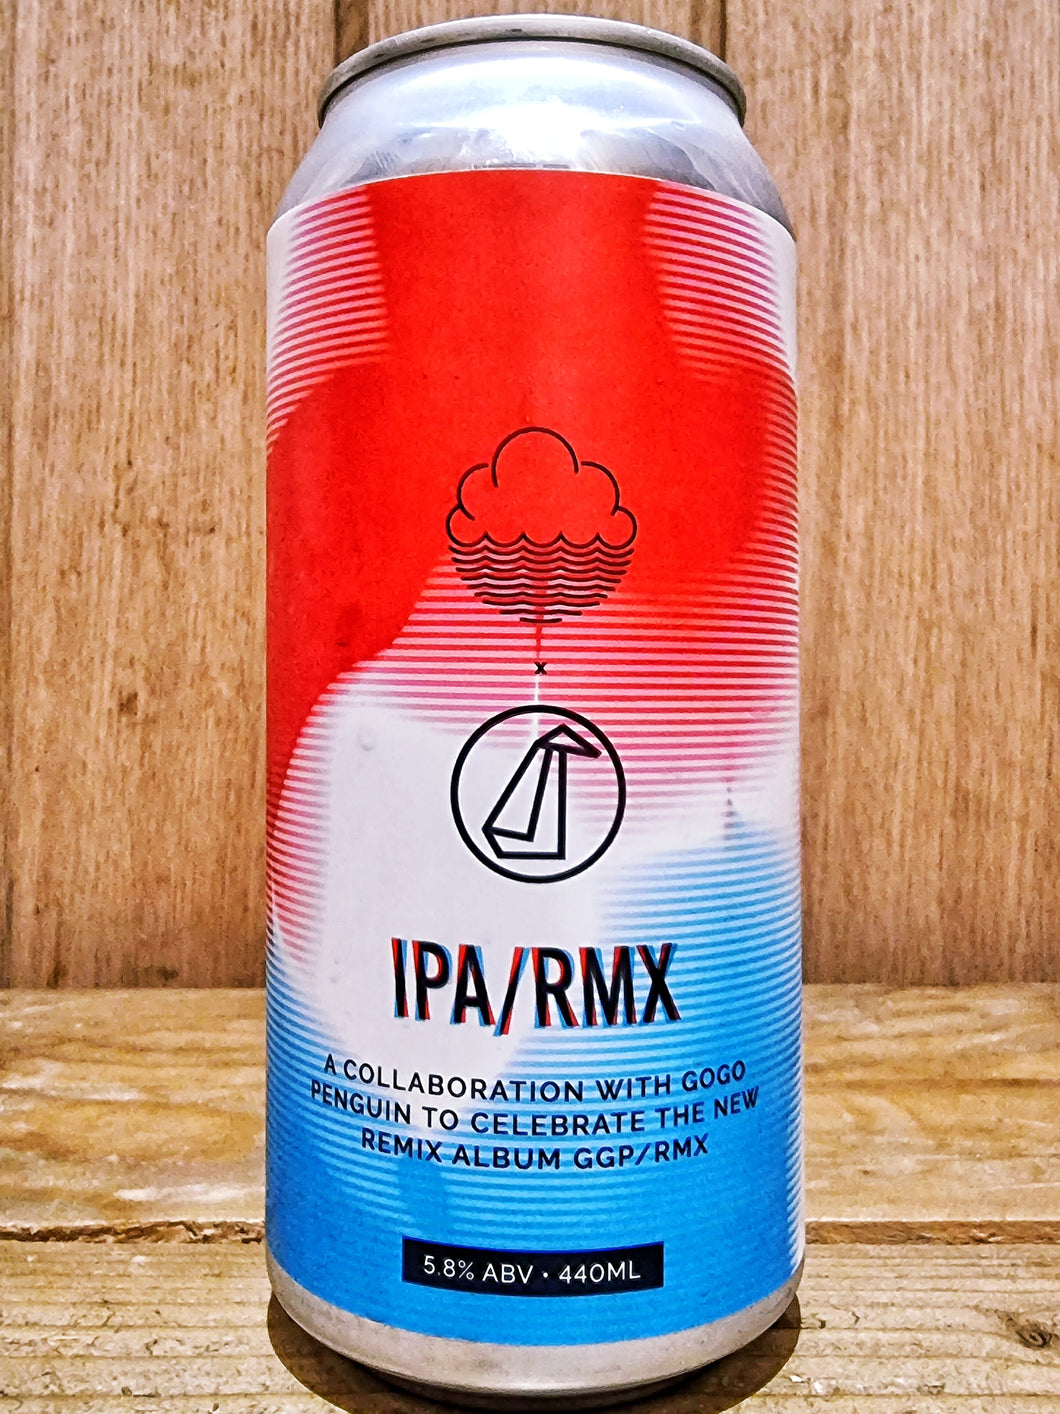 x
IPA/RMX
A COLLABORATION WITH GOGO
PENGUIN TO CELEBRATE THE NEW
REMIX ALBUM GGP/RMX
5.8% ABV · 440ML